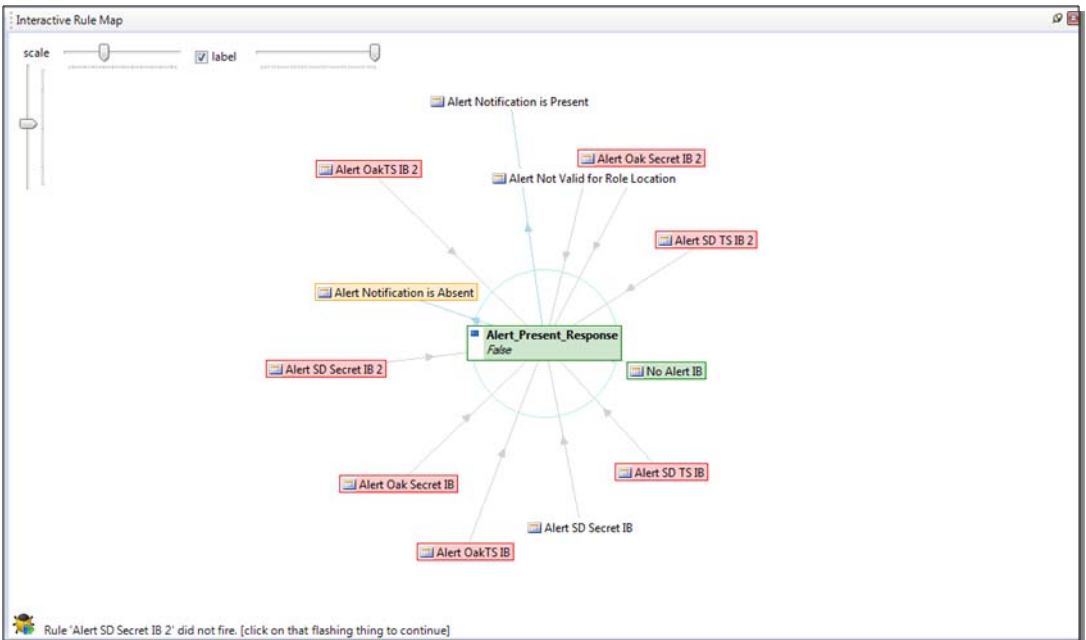 Interactive Rule Map
scale
label
Alert Notification is Present
Alert Oak Secret IB 2
Alert OakTS IB 2
Alert Not Valid for Role Location
Alert SD TS IB 2
Alert Notification is Absent
Alert_Present_Response
False
Alert SD Secret IB 2
No Alert IB
Alert SD TS IB
Alert Oak Secret IB
Alert SD Secret IB
Alert OakTS IB
Rule 'Alert SD Secret IB 2' did not fire. [click on that flashing thing to continue]